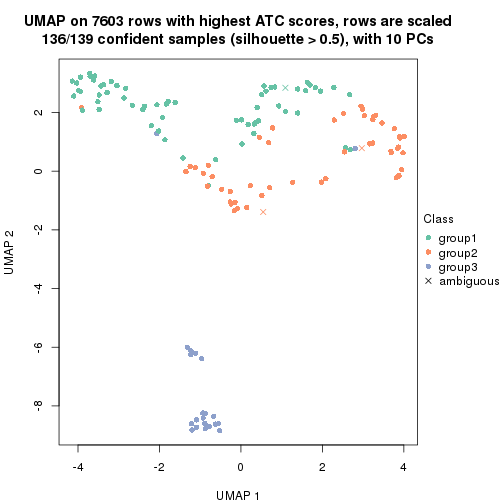 UMAP on 7603 rows with highest ATC scores, rows are scaled
136/139 confident samples (silhouette > 0.5), with 10 PCs
2
0
-2
-4
-6
-8
UMAP 2
-4
-2
0
2
4
UMAP 1
Class
group1
group2
group3
ambiguous